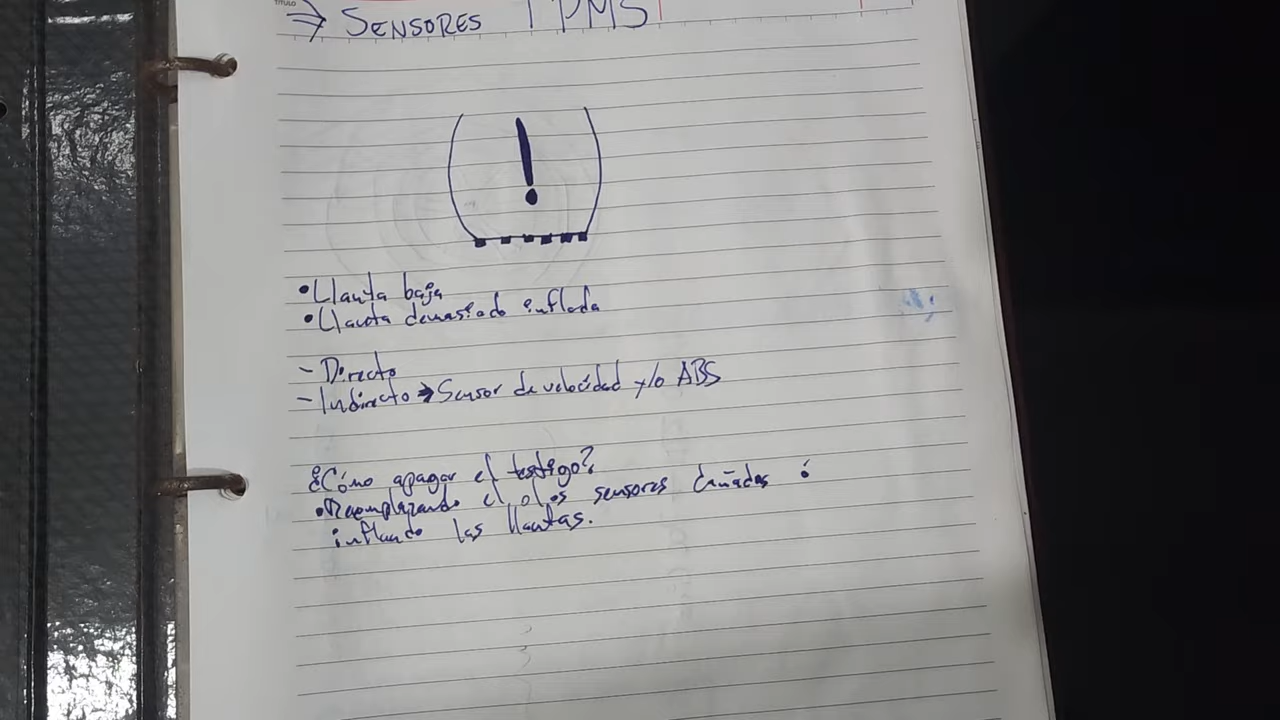 TÍTULO
⇒ SENSORES TPMS
!
• Llanta baja
• Llanta demasiado inflada
- Directo
- Indirecto → Sensor de velocidad y/o ABS
¿Cómo apagar el testigo?
• Reemplazando el o los sensores dañados ó
inflando las llantas.